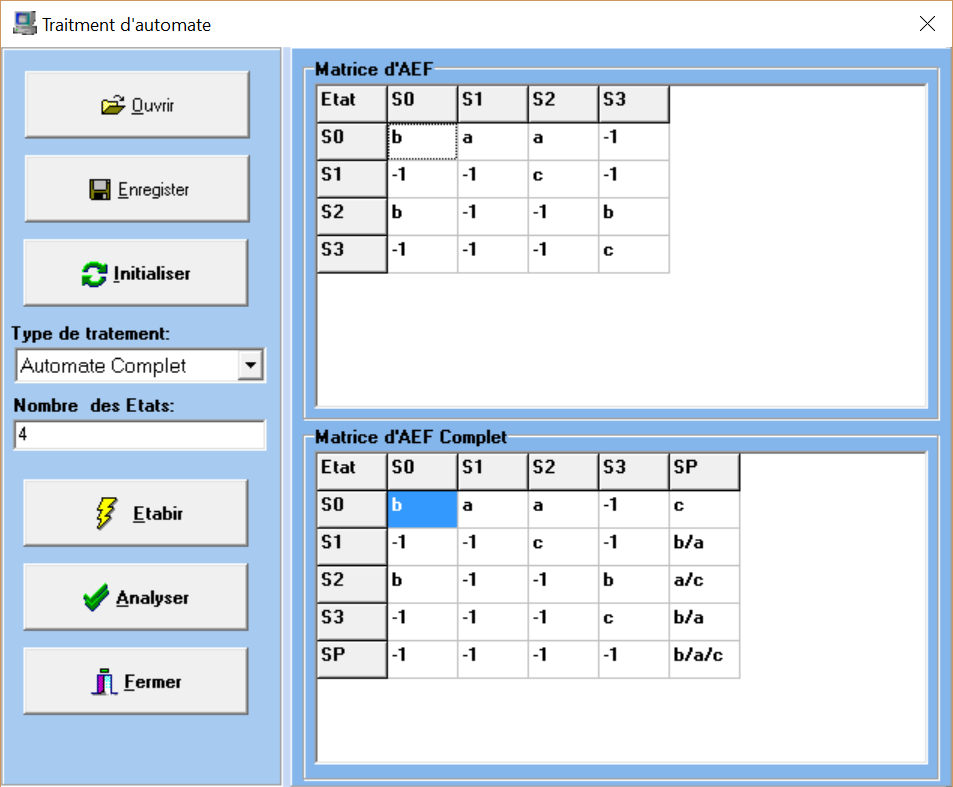 Traitment d'automate
Ouvrir
Enregister
Initialiser
Type de tratement:
Automate Complet
Nombre des Etats:
4
Etabir
Analyser
Fermer
Matrice d'AEF
Etat S0 S1 S2 S3
S0 b a a -1
S1 -1 -1 c -1
S2 b -1 -1 b
S3 -1 -1 -1 c
Matrice d'AEF Complet
Etat S0 S1 S2 S3 SP
S0 b a a -1 c
S1 -1 -1 c -1 b/a
S2 b -1 -1 b a/c
S3 -1 -1 -1 c b/a
SP -1 -1 -1 -1 b/a/c